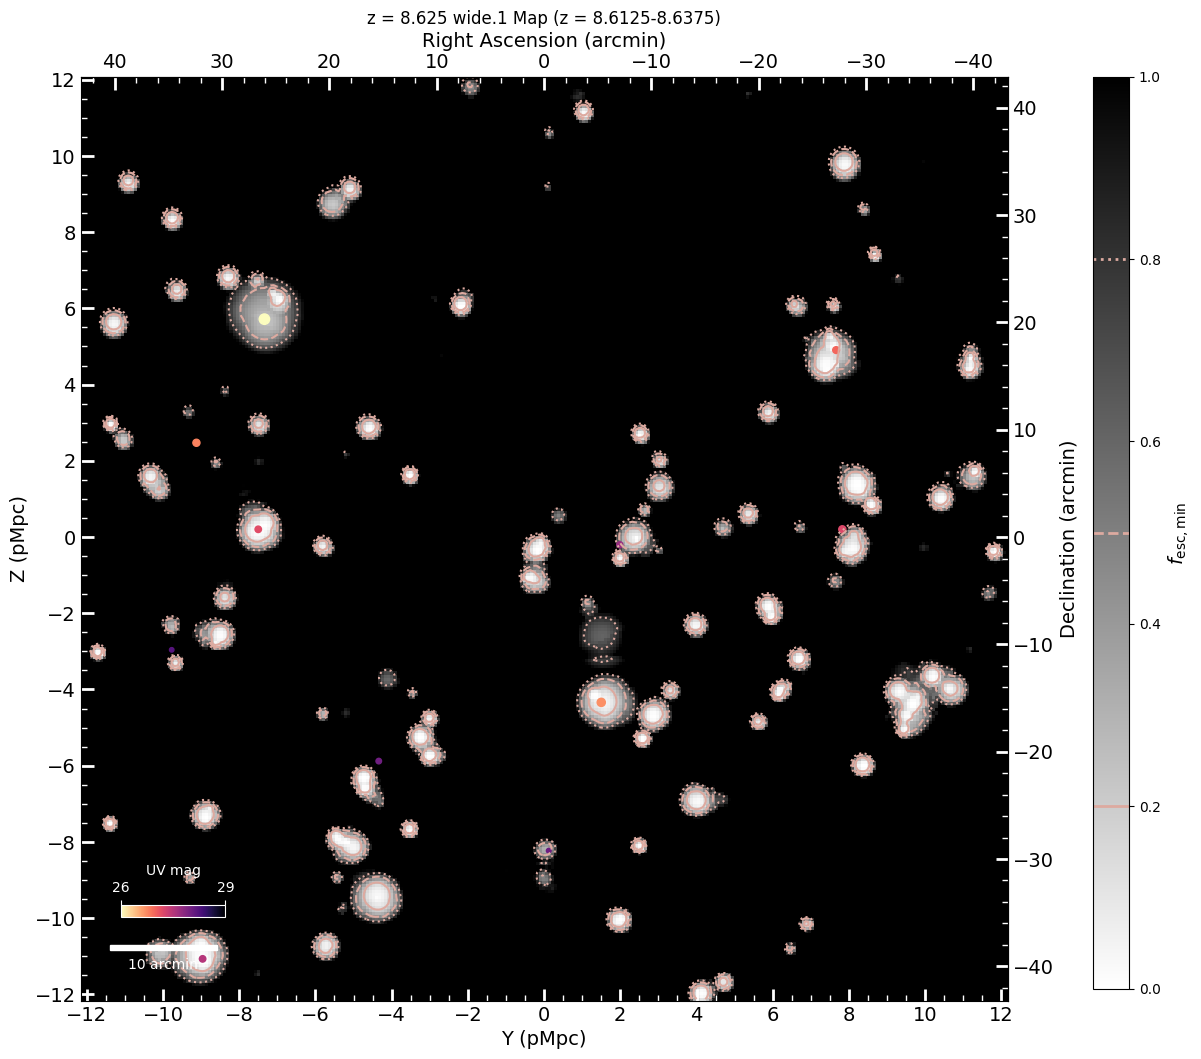 z = 8.625 wide.1 Map (z = 8.6125-8.6375)
Right Ascension (arcmin)
40 30 20 10 0 −10 −20 −30 −40
12 10 8 6 4 2 0 −2 −4 −6 −8 −10 −12
Z (pMpc)
40 30 20 10 0 −10 −20 −30 −40
Declination (arcmin)
1.0 0.8 0.6 0.4 0.2 0.0
fesc,min
UV mag
26 29
10 arcmin
−12 −10 −8 −6 −4 −2 0 2 4 6 8 10 12
Y (pMpc)